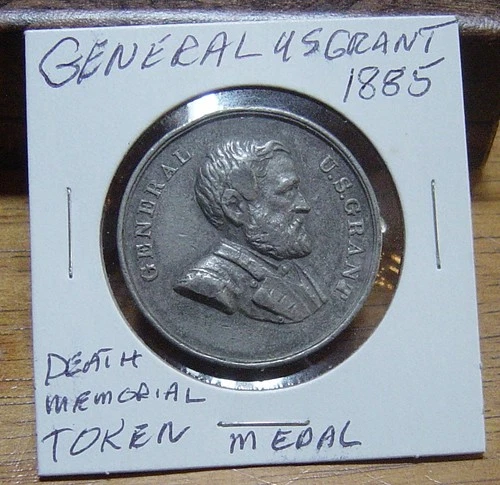 GENERAL US GRANT
1885
GENERAL U.S. GRANT
DEATH
MEMORIAL
TOKEN MEDAL